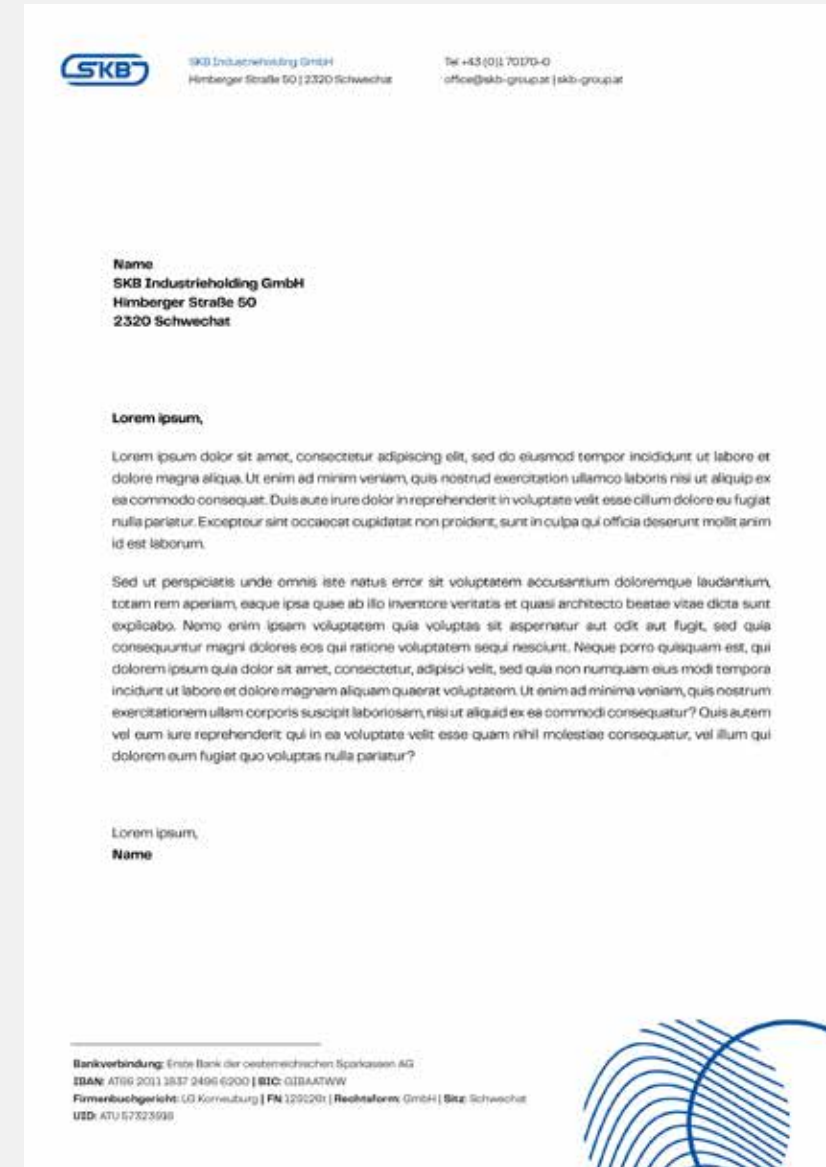 SKB
SKB Industrieholding GmbH
Himberger Straße 50 | 2320 Schwechat
Tel +43 (0)1 70170-0
office@skb-group.at | skb-group.at
Name
SKB Industrieholding GmbH
Himberger Straße 50
2320 Schwechat
Lorem ipsum,
Lorem ipsum dolor sit amet, consectetur adipiscing elit, sed do eiusmod tempor incididunt ut labore et
dolore magna aliqua. Ut enim ad minim veniam, quis nostrud exercitation ullamco laboris nisi ut aliquip ex
ea commodo consequat. Duis aute irure dolor in reprehenderit in voluptate velit esse cillum dolore eu fugiat
nulla pariatur. Excepteur sint occaecat cupidatat non proident, sunt in culpa qui officia deserunt mollit anim
id est laborum.
Sed ut perspiciatis unde omnis iste natus error sit voluptatem accusantium doloremque laudantium,
totam rem aperiam, eaque ipsa quae ab illo inventore veritatis et quasi architecto beatae vitae dicta sunt
explicabo. Nemo enim ipsam voluptatem quia voluptas sit aspernatur aut odit aut fugit, sed quia
consequuntur magni dolores eos qui ratione voluptatem sequi nesciunt. Neque porro quisquam est, qui
dolorem ipsum quia dolor sit amet, consectetur, adipisci velit, sed quia non numquam eius modi tempora
incidunt ut labore et dolore magnam aliquam quaerat voluptatem. Ut enim ad minima veniam, quis nostrum
exercitationem ullam corporis suscipit laboriosam, nisi ut aliquid ex ea commodi consequatur? Quis autem
vel eum iure reprehenderit qui in ea voluptate velit esse quam nihil molestiae consequatur, vel illum qui
dolorem eum fugiat quo voluptas nulla pariatur?
Lorem ipsum,
Name
Bankverbindung: Erste Bank der oesterreichischen Sparkassen AG
IBAN: 2011 | BIC: GIBAATWW
Firmenbuchgericht: LG Korneuburg | FN | Rechtsform: GmbH | Sitz: Schwechat
UID: